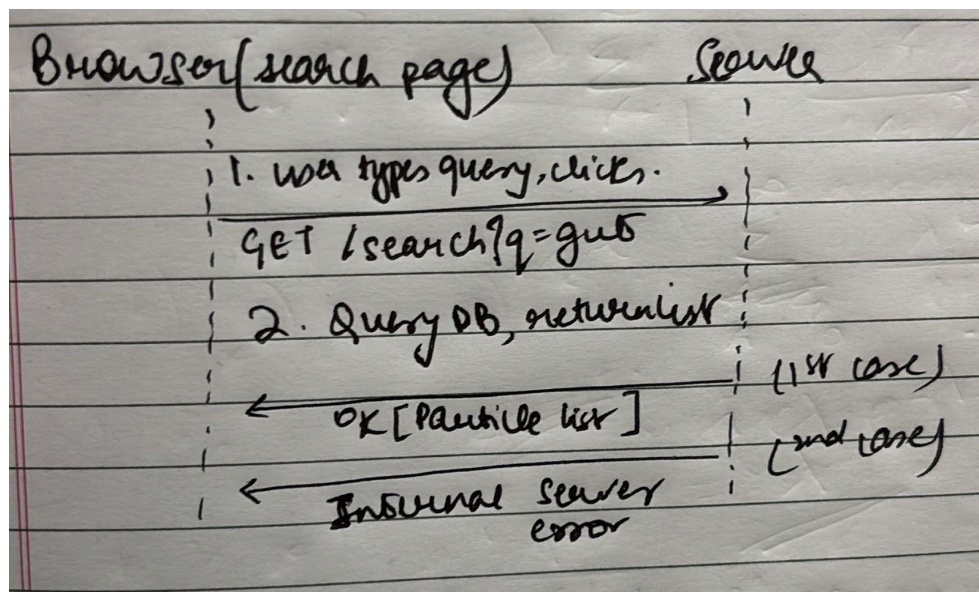 Browser(search page)
Server
1. user types query, clicks.
GET /search?q=gut
2. Query DB, return list
(1st case)
OK [Particle list]
(2nd case)
Internal server
error